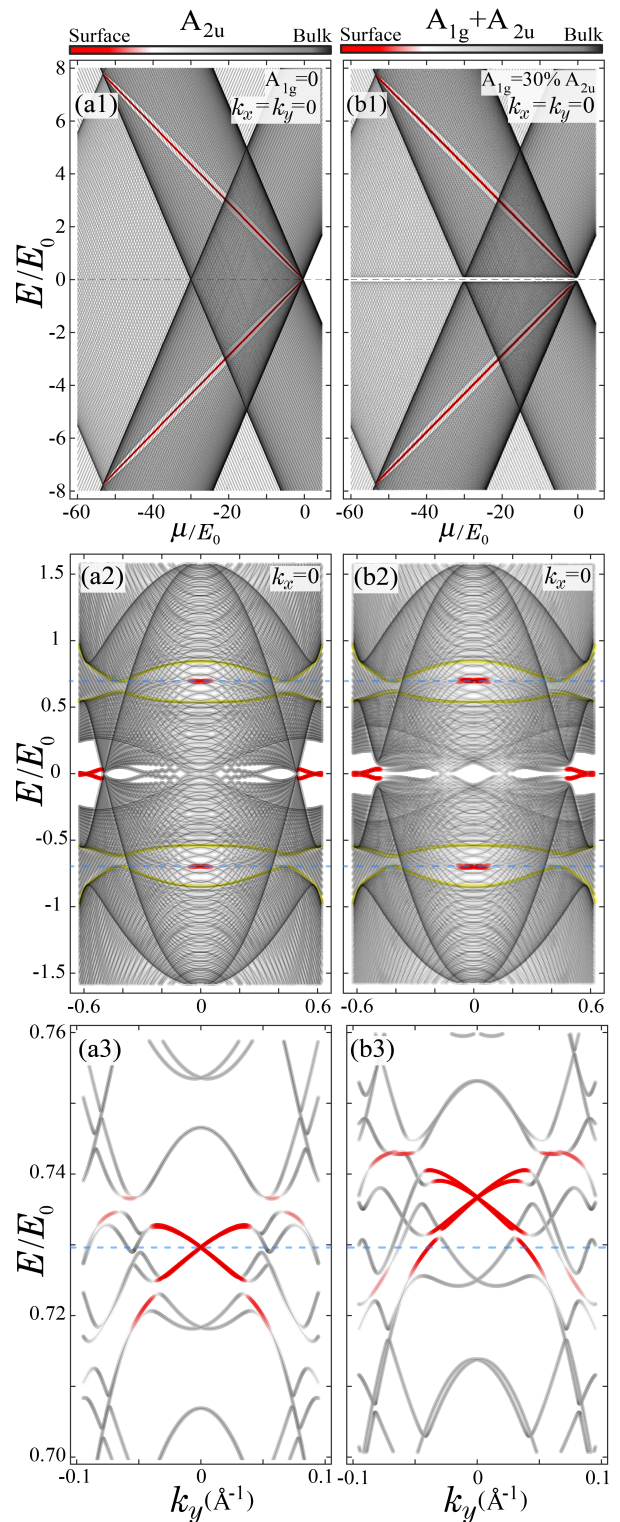 A2u A1g+A2u
Surface Bulk Surface Bulk
(a1) A1g=0 (b1) A1g=30% A2u
kx=ky=0 kx=ky=0
8
6
4
2
0
-2
-4
-6
-8
E/E0
-60 -40 -20 0 -60 -40 -20 0
μ/E0 μ/E0
(a2) kx=0 (b2) kx=0
1.5
1
0.5
0
-0.5
-1
-1.5
E/E0
-0.6 0 0.6 -0.6 0 0.6
(a3) (b3)
0.76
0.74
0.72
0.70
E/E0
-0.1 0 0.1 -0.1 0 0.1
ky(Å-1) ky(Å-1)